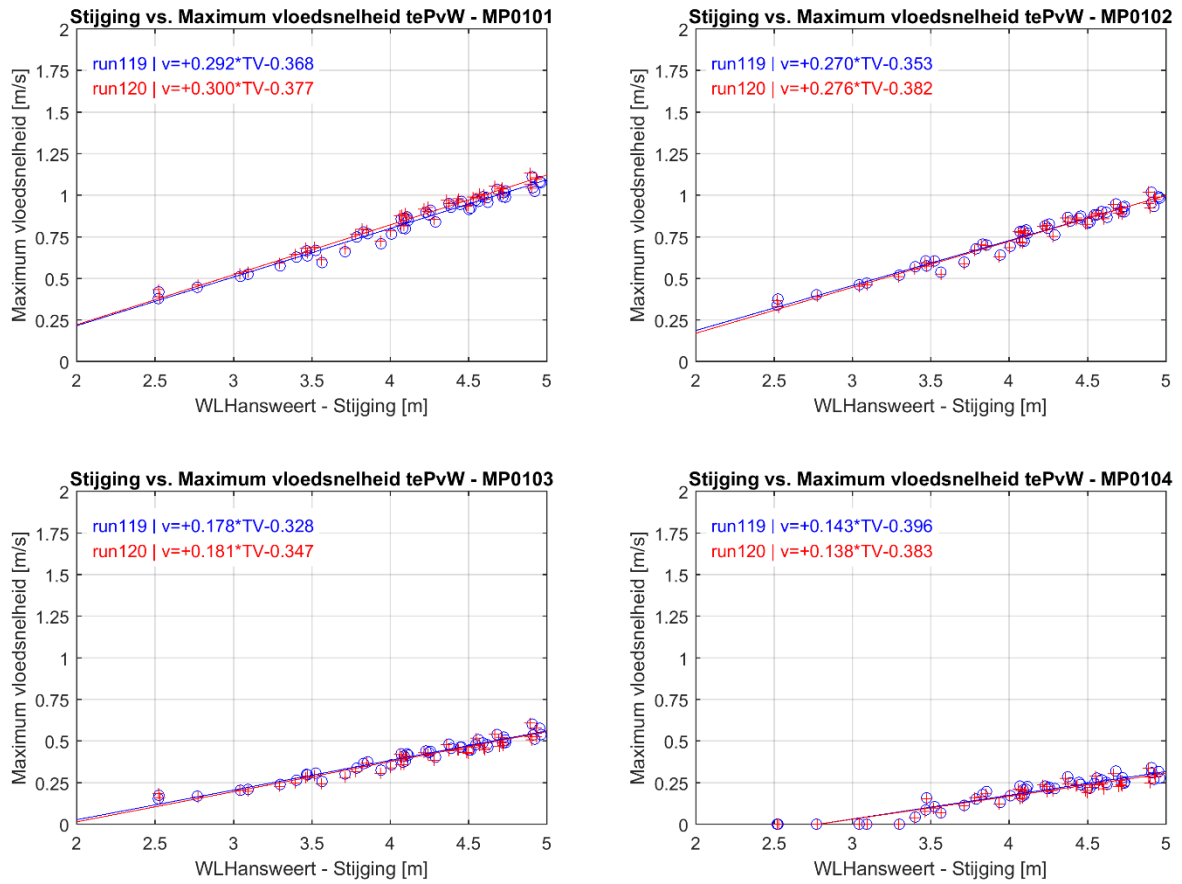 Stijging vs. Maximum vloedsnelheid tePvW - MP0101
run119 | v=+0.292*TV-0.368
run120 | v=+0.300*TV-0.377
Maximum vloedsnelheid [m/s]
2
1.75
1.5
1.25
1
0.75
0.5
0.25
0
2 2.5 3 3.5 4 4.5 5
WLHansweert - Stijging [m]
Stijging vs. Maximum vloedsnelheid tePvW - MP0102
run119 | v=+0.270*TV-0.353
run120 | v=+0.276*TV-0.382
Maximum vloedsnelheid [m/s]
2
1.75
1.5
1.25
1
0.75
0.5
0.25
0
2 2.5 3 3.5 4 4.5 5
WLHansweert - Stijging [m]
Stijging vs. Maximum vloedsnelheid tePvW - MP0103
run119 | v=+0.178*TV-0.328
run120 | v=+0.181*TV-0.347
Maximum vloedsnelheid [m/s]
2
1.75
1.5
1.25
1
0.75
0.5
0.25
0
2 2.5 3 3.5 4 4.5 5
WLHansweert - Stijging [m]
Stijging vs. Maximum vloedsnelheid tePvW - MP0104
run119 | v=+0.143*TV-0.396
run120 | v=+0.138*TV-0.383
Maximum vloedsnelheid [m/s]
2
1.75
1.5
1.25
1
0.75
0.5
0.25
0
2 2.5 3 3.5 4 4.5 5
WLHansweert - Stijging [m]